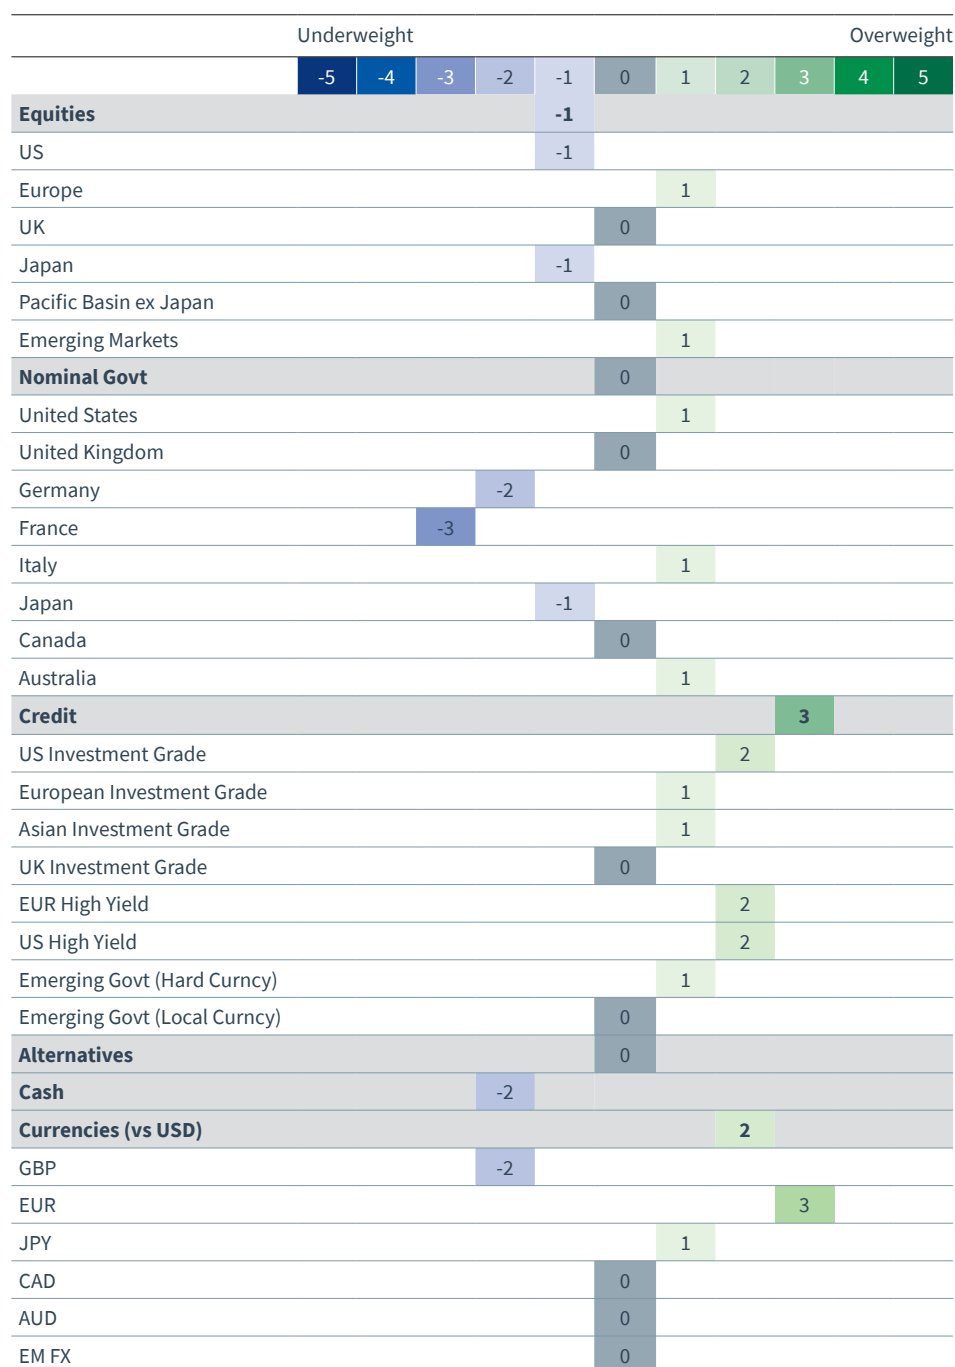 Underweight Overweight
-5 -4 -3 -2 -1 0 1 2 3 4 5
Equities -1
US -1
Europe 1
UK 0
Japan -1
Pacific Basin ex Japan 0
Emerging Markets 1
Nominal Govt 0
United States 1
United Kingdom 0
Germany -2
France -3
Italy 1
Japan -1
Canada 0
Australia 1
Credit 3
US Investment Grade 2
European Investment Grade 1
Asian Investment Grade 1
UK Investment Grade 0
EUR High Yield 2
US High Yield 2
Emerging Govt (Hard Curncy) 1
Emerging Govt (Local Curncy) 0
Alternatives 0
Cash -2
Currencies (vs USD) 2
GBP -2
EUR 3
JPY 1
CAD 0
AUD 0
EM FX 0